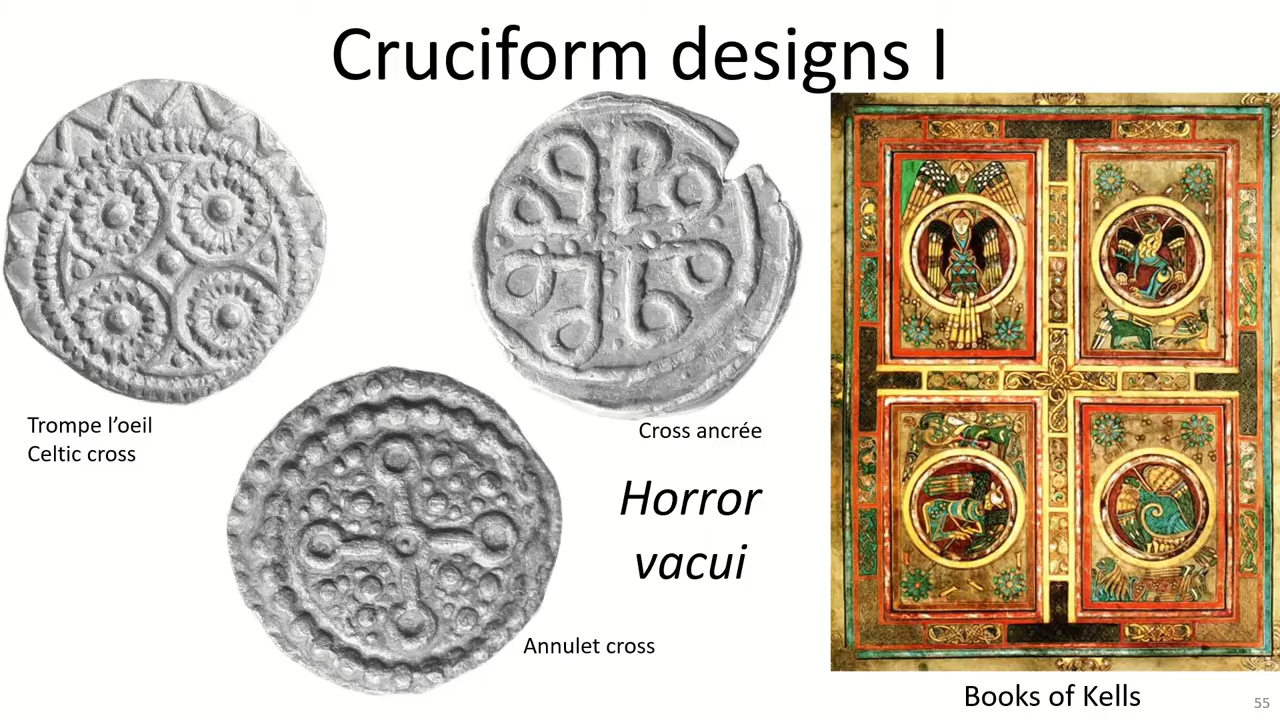 Cruciform designs I
Trompe l’oeil
Celtic cross
Cross ancrée
Horror
vacui
Annulet cross
Books of Kells
55